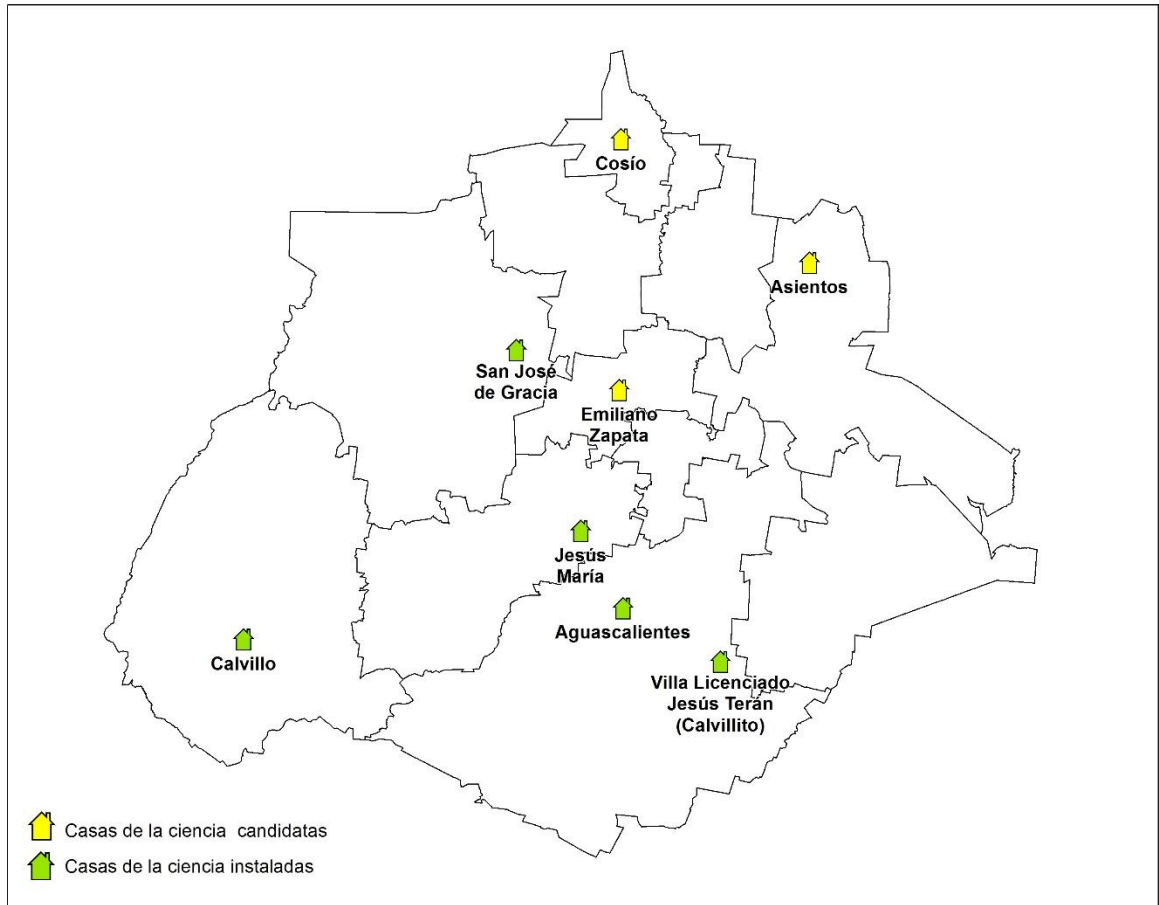 Cosío
Asientos
San José
de Gracia
Emiliano
Zapata
Jesús
María
Aguascalientes
Calvillo
Villa Licenciado
Jesús Terán
(Calvillito)
Casas de la ciencia candidatas
Casas de la ciencia instaladas